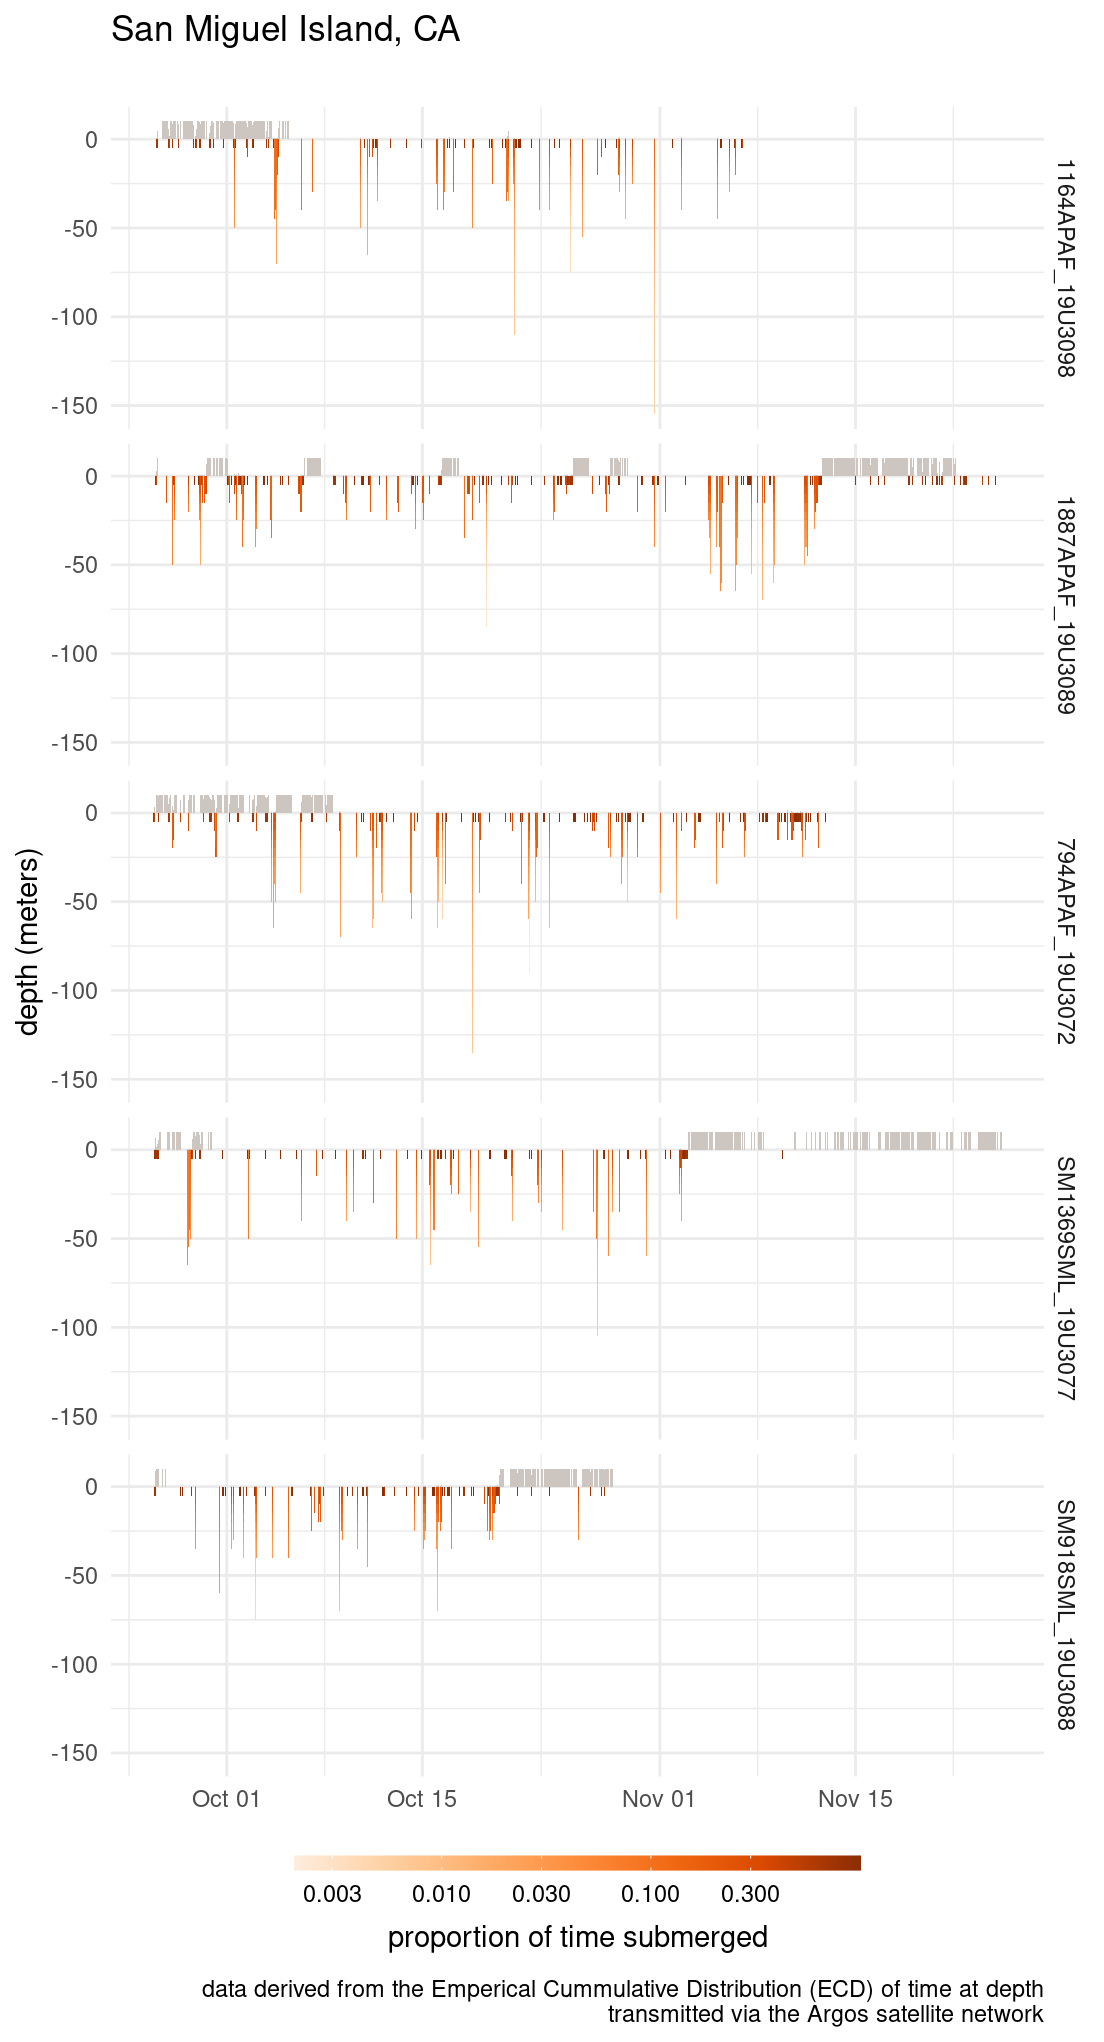 San Miguel Island, CA
0
-50
-100
-150
1164APAF_19U3098
0
-50
-100
-150
1887APAF_19U3089
0
-50
-100
-150
794APAF_19U3072
0
-50
-100
-150
SM1369SML_19U3077
0
-50
-100
-150
SM918SML_19U3088
depth (meters)
Oct 01 Oct 15 Nov 01 Nov 15
0.003 0.010 0.030 0.100 0.300
proportion of time submerged
data derived from the Emperical Cummulative Distribution (ECD) of time at depth
transmitted via the Argos satellite network